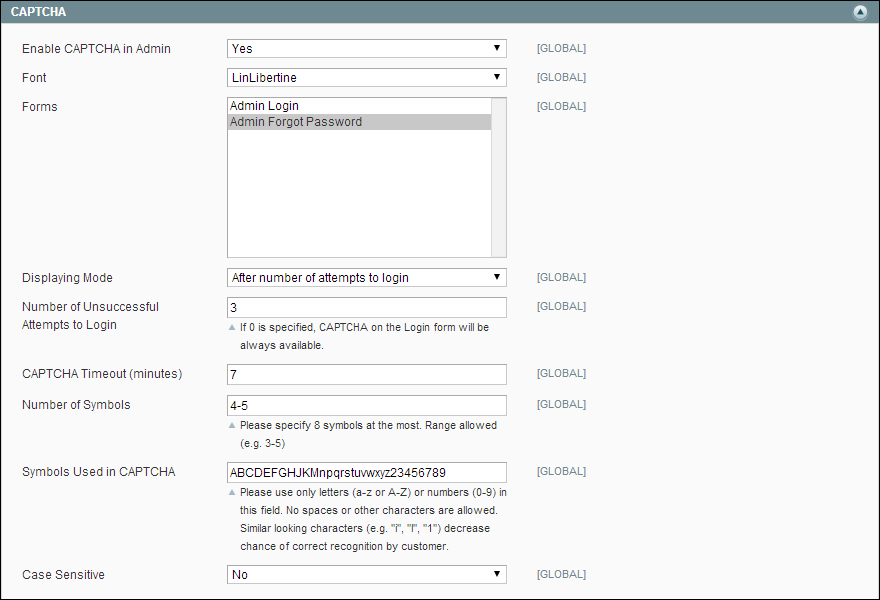 CAPTCHA
Enable CAPTCHA in Admin Yes [GLOBAL]
Font LinLibertine [GLOBAL]
Forms Admin Login [GLOBAL]
Admin Forgot Password
Displaying Mode After number of attempts to login [GLOBAL]
Number of Unsuccessful 3 [GLOBAL]
Attempts to Login
If 0 is specified, CAPTCHA on the Login form will be
always available.
CAPTCHA Timeout (minutes) 7 [GLOBAL]
Number of Symbols 4-5 [GLOBAL]
Please specify 8 symbols at the most. Range allowed
(e.g. 3-5)
Symbols Used in CAPTCHA ABCDEFGHJKMnpqrstuvwxyz23456789 [GLOBAL]
Please use only letters (a-z or A-Z) or numbers (0-9) in
this field. No spaces or other characters are allowed.
Similar looking characters (e.g. "i", "l", "1") decrease
chance of correct recognition by customer.
Case Sensitive No [GLOBAL]